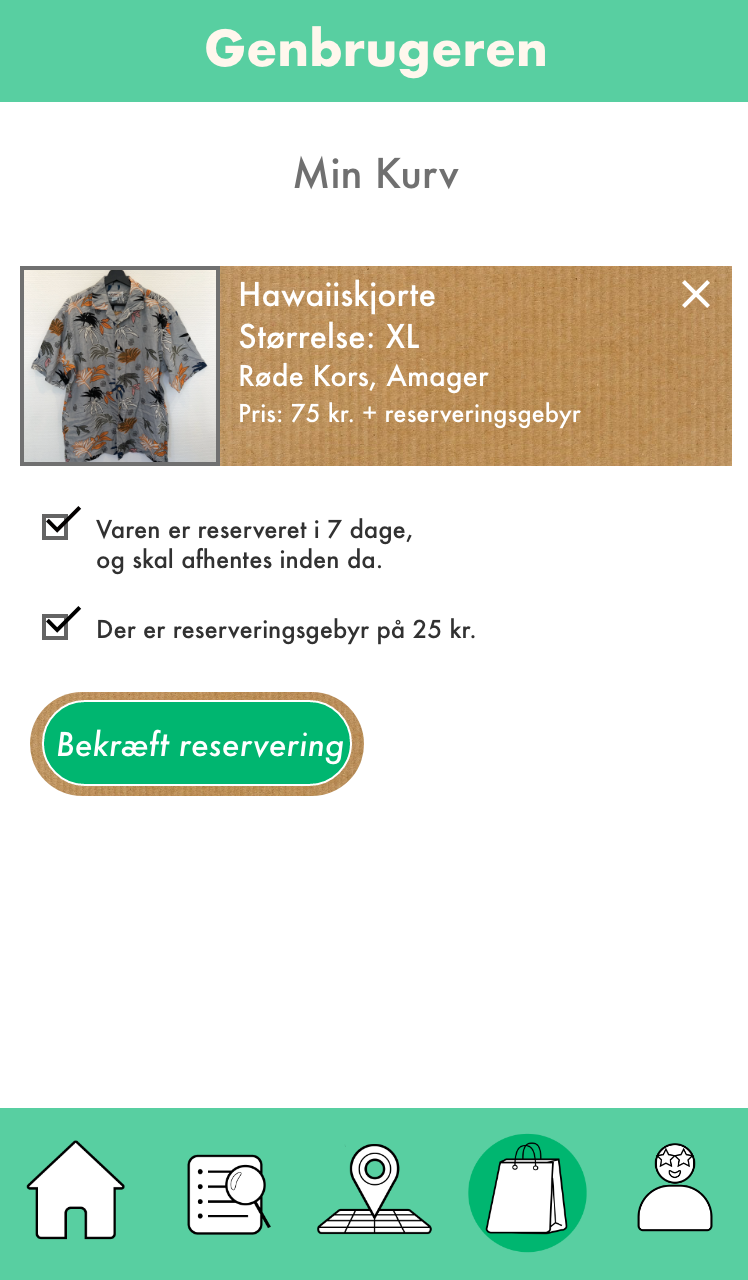 Genbrugeren
Min Kurv
Hawaiiskjorte
Størrelse: XL
Røde Kors, Amager
Pris: 75 kr. + reserveringsgebyr
Varen er reserveret i 7 dage,
og skal afhentes inden da.
Der er reserveringsgebyr på 25 kr.
Bekræft reservering